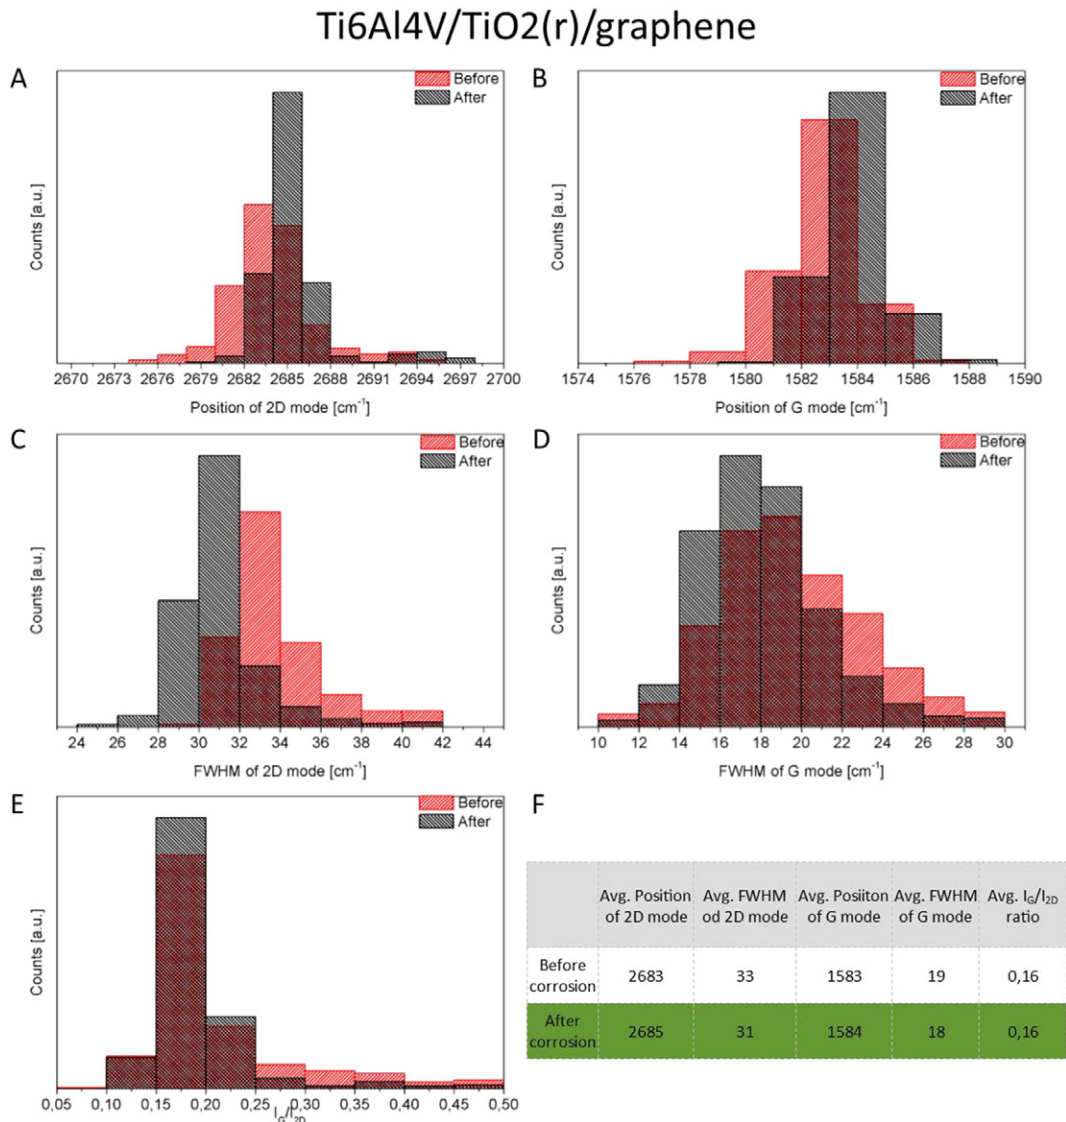 Ti6Al4V/TiO2(r)/graphene
A
Before
After
Counts [a.u.]
2670 2673 2676 2679 2682 2685 2688 2691 2694 2697 2700
Position of 2D mode [cm⁻¹]
B
Before
After
Counts [a.u.]
1574 1576 1578 1580 1582 1584 1586 1588 1590
Position of G mode [cm⁻¹]
C
Before
After
Counts [a.u.]
24 26 28 30 32 34 36 38 40 42 44
FWHM of 2D mode [cm⁻¹]
D
Before
After
Counts [a.u.]
10 12 14 16 18 20 22 24 26 28 30
FWHM of G mode [cm⁻¹]
E
Before
After
Counts [a.u.]
0,05 0,10 0,15 0,20 0,25 0,30 0,35 0,40 0,45 0,50
I_G/I_2D
F
Avg. Position
of 2D mode
Avg. FWHM
od 2D mode
Avg. Posiiton
of G mode
Avg. FWHM
of G mode
Avg. I_G/I_2D
ratio
Before
corrosion
2683 33 1583 19 0,16
After
corrosion
2685 31 1584 18 0,16